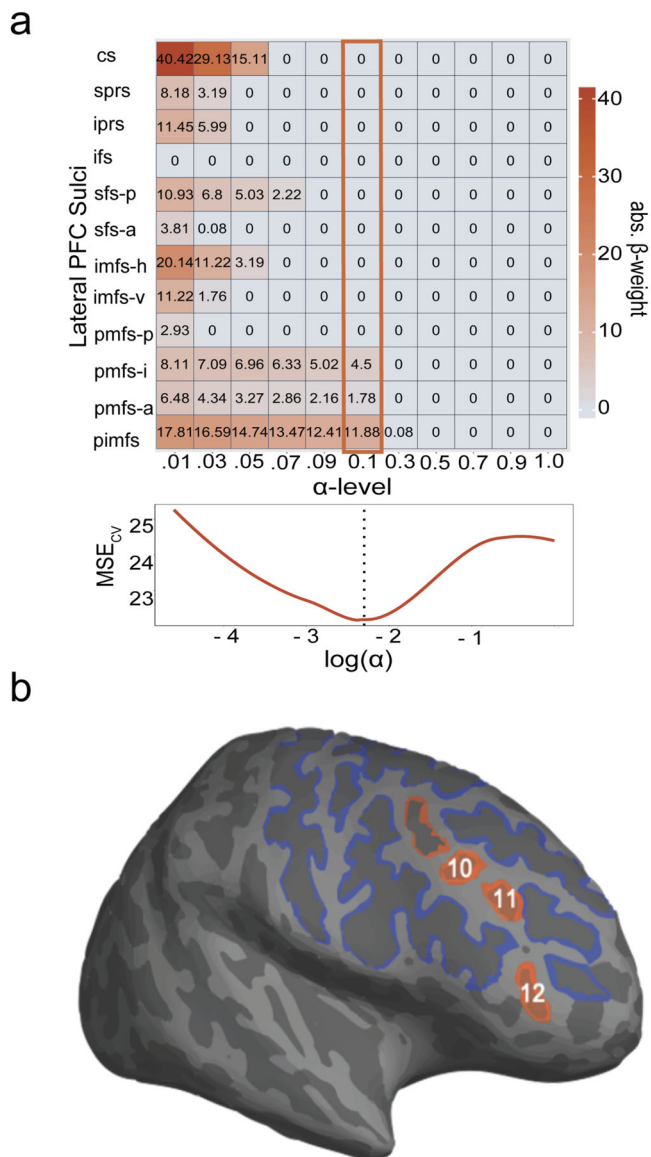 a
cs 40.42 29.13 15.11 0 0 0 0 0 0 0 0
sprs 8.18 3.19 0 0 0 0 0 0 0 0 0
iprs 11.45 5.99 0 0 0 0 0 0 0 0 0
ifs 0 0 0 0 0 0 0 0 0 0 0
sfs-p 10.93 6.8 5.03 2.22 0 0 0 0 0 0 0
sfs-a 3.81 0.08 0 0 0 0 0 0 0 0 0
imfs-h 20.14 11.22 3.19 0 0 0 0 0 0 0 0
imfs-v 11.22 1.76 0 0 0 0 0 0 0 0 0
pmfs-p 2.93 0 0 0 0 0 0 0 0 0 0
pmfs-i 8.11 7.09 6.96 6.33 5.02 4.5 0 0 0 0 0
pmfs-a 6.48 4.34 3.27 2.86 2.16 1.78 0 0 0 0 0
pimfs 17.81 16.59 14.74 13.47 12.41 11.88 0.08 0 0 0 0
.01 .03 .05 .07 .09 0.1 0.3 0.5 0.7 0.9 1.0
α-level
Lateral PFC Sulci
40
30
20
10
0
abs. β-weight
25
24
23
MSECV
- 4 - 3 - 2 - 1
log(α)
b
10
11
12